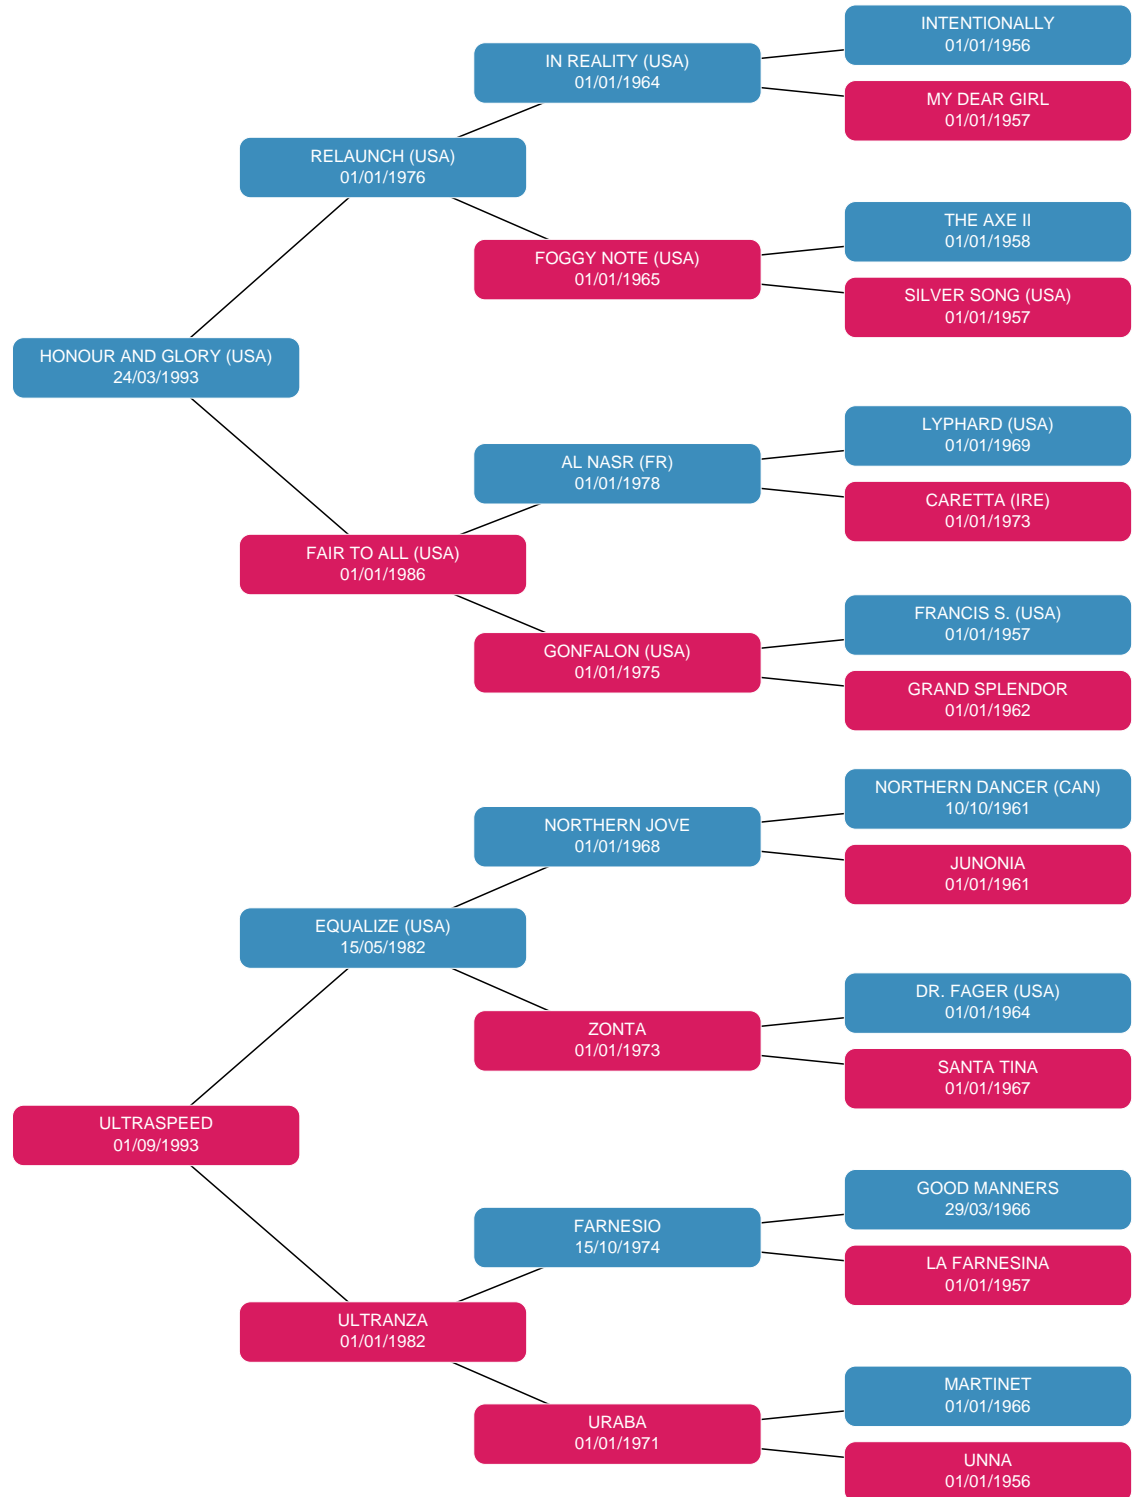 INTENTIONALLY
01/01/1956
IN REALITY (USA)
01/01/1964
MY DEAR GIRL
01/01/1957
RELAUNCH (USA)
01/01/1976
THE AXE II
01/01/1958
FOGGY NOTE (USA)
01/01/1965
SILVER SONG (USA)
01/01/1957
HONOUR AND GLORY (USA)
24/03/1993
LYPHARD (USA)
01/01/1969
AL NASR (FR)
01/01/1978
CARETTA (IRE)
01/01/1973
FAIR TO ALL (USA)
01/01/1986
FRANCIS S. (USA)
01/01/1957
GONFALON (USA)
01/01/1975
GRAND SPLENDOR
01/01/1962
NORTHERN DANCER (CAN)
10/10/1961
NORTHERN JOVE
01/01/1968
JUNONIA
01/01/1961
EQUALIZE (USA)
15/05/1982
DR. FAGER (USA)
01/01/1964
ZONTA
01/01/1973
SANTA TINA
01/01/1967
ULTRASPEED
01/09/1993
GOOD MANNERS
29/03/1966
FARNESIO
15/10/1974
LA FARNESINA
01/01/1957
ULTRANZA
01/01/1982
MARTINET
01/01/1966
URABA
01/01/1971
UNNA
01/01/1956